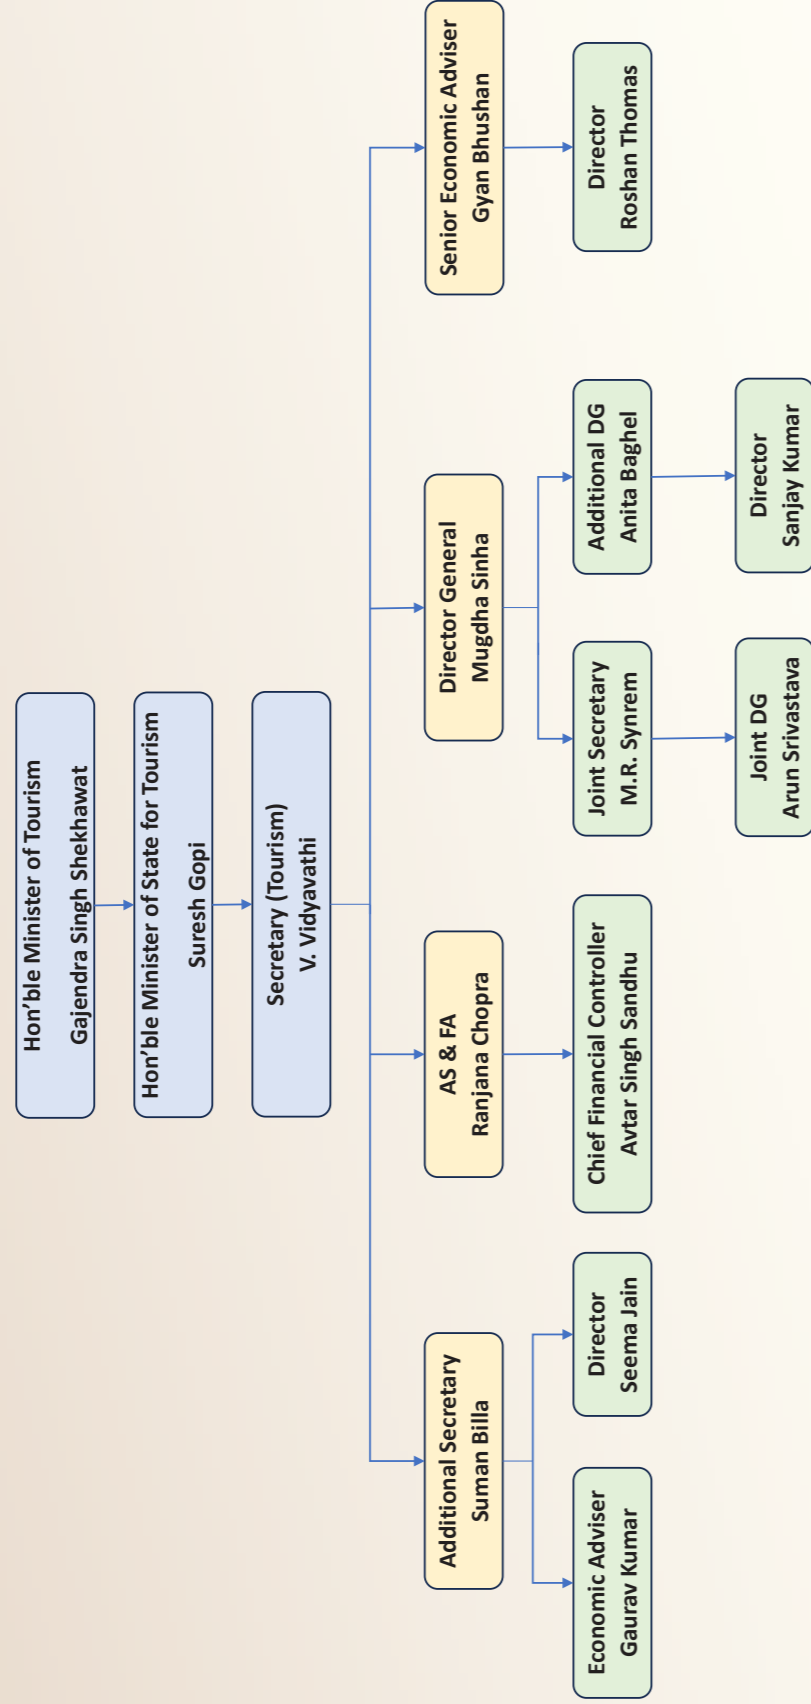 Hon'ble Minister of Tourism
Gajendra Singh Shekhawat
Hon'ble Minister of State for Tourism
Suresh Gopi
Secretary (Tourism)
V. Vidyavathi
Additional Secretary
Suman Billa
AS & FA
Ranjana Chopra
Director General
Mugdha Sinha
Senior Economic Adviser
Gyan Bhushan
Economic Adviser
Gaurav Kumar
Director
Seema Jain
Chief Financial Controller
Avtar Singh Sandhu
Joint Secretary
M.R. Synrem
Additional DG
Anita Baghel
Director
Roshan Thomas
Joint DG
Arun Srivastava
Director
Sanjay Kumar